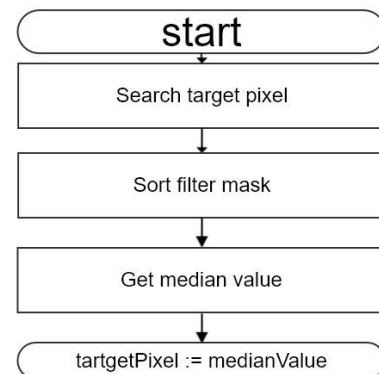 start
Search target pixel
Sort filter mask
Get median value
tartgetPixel := medianValue